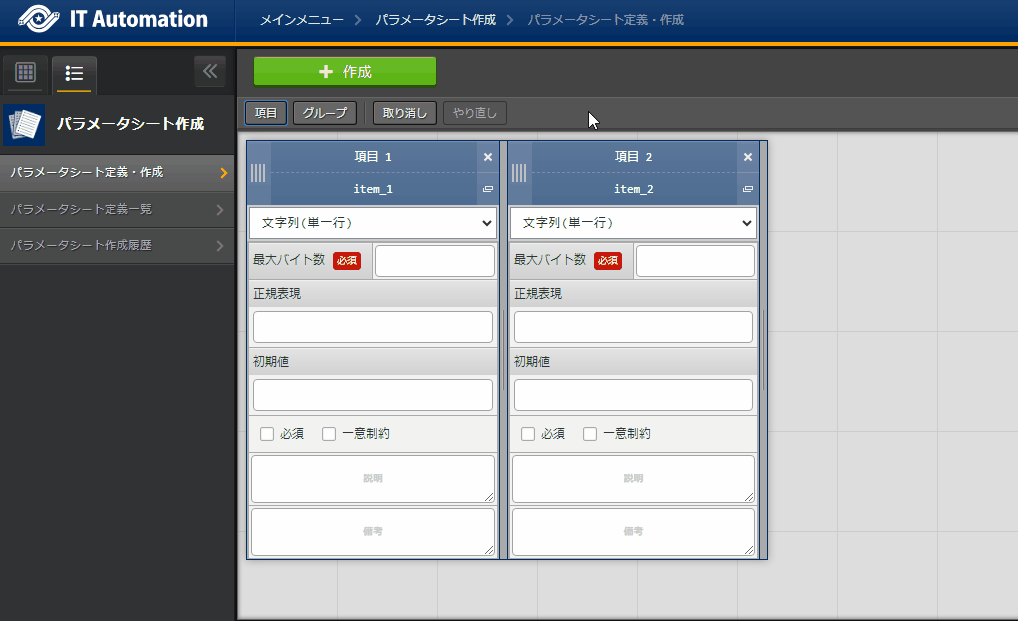 IT Automation
メインメニュー パラメータシート作成 パラメータシート定義・作成
作成
項目 グループ 取り消し やり直し
パラメータシート作成
パラメータシート定義・作成
パラメータシート定義一覧
パラメータシート作成履歴
項目 1
item_1
文字列(単一行)
最大バイト数 必須
正規表現
初期値
必須 一意制約
説明
備考
項目 2
item_2
文字列(単一行)
最大バイト数 必須
正規表現
初期値
必須 一意制約
説明
備考